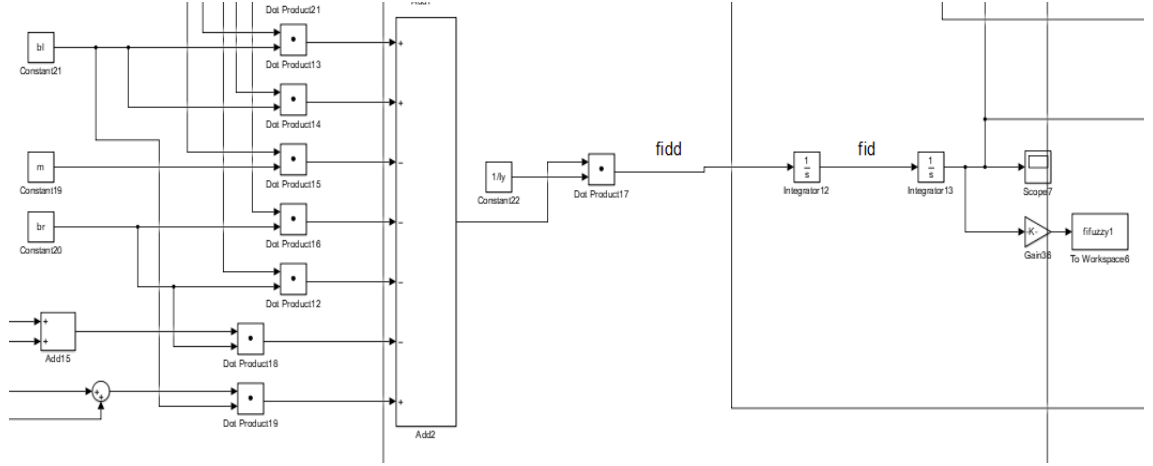 Dot Product21
bl
Constant21
+
Dot Product13
+
Dot Product14
m
Constant19
−
Dot Product15
1/Iy
Constant22
Dot Product17
fidd
1/s
Integrator12
fid
1/s
Integrator13
Scope7
br
Constant20
−
Dot Product16
-K-
Gain36
fifuzzy1
To Workspace6
−
Dot Product12
+
+
Add15
−
Dot Product18
+
+
+
Dot Product19
Add2